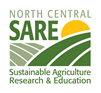 NORTH CENTRAL
SARE
Sustainable Agriculture
Research & Education